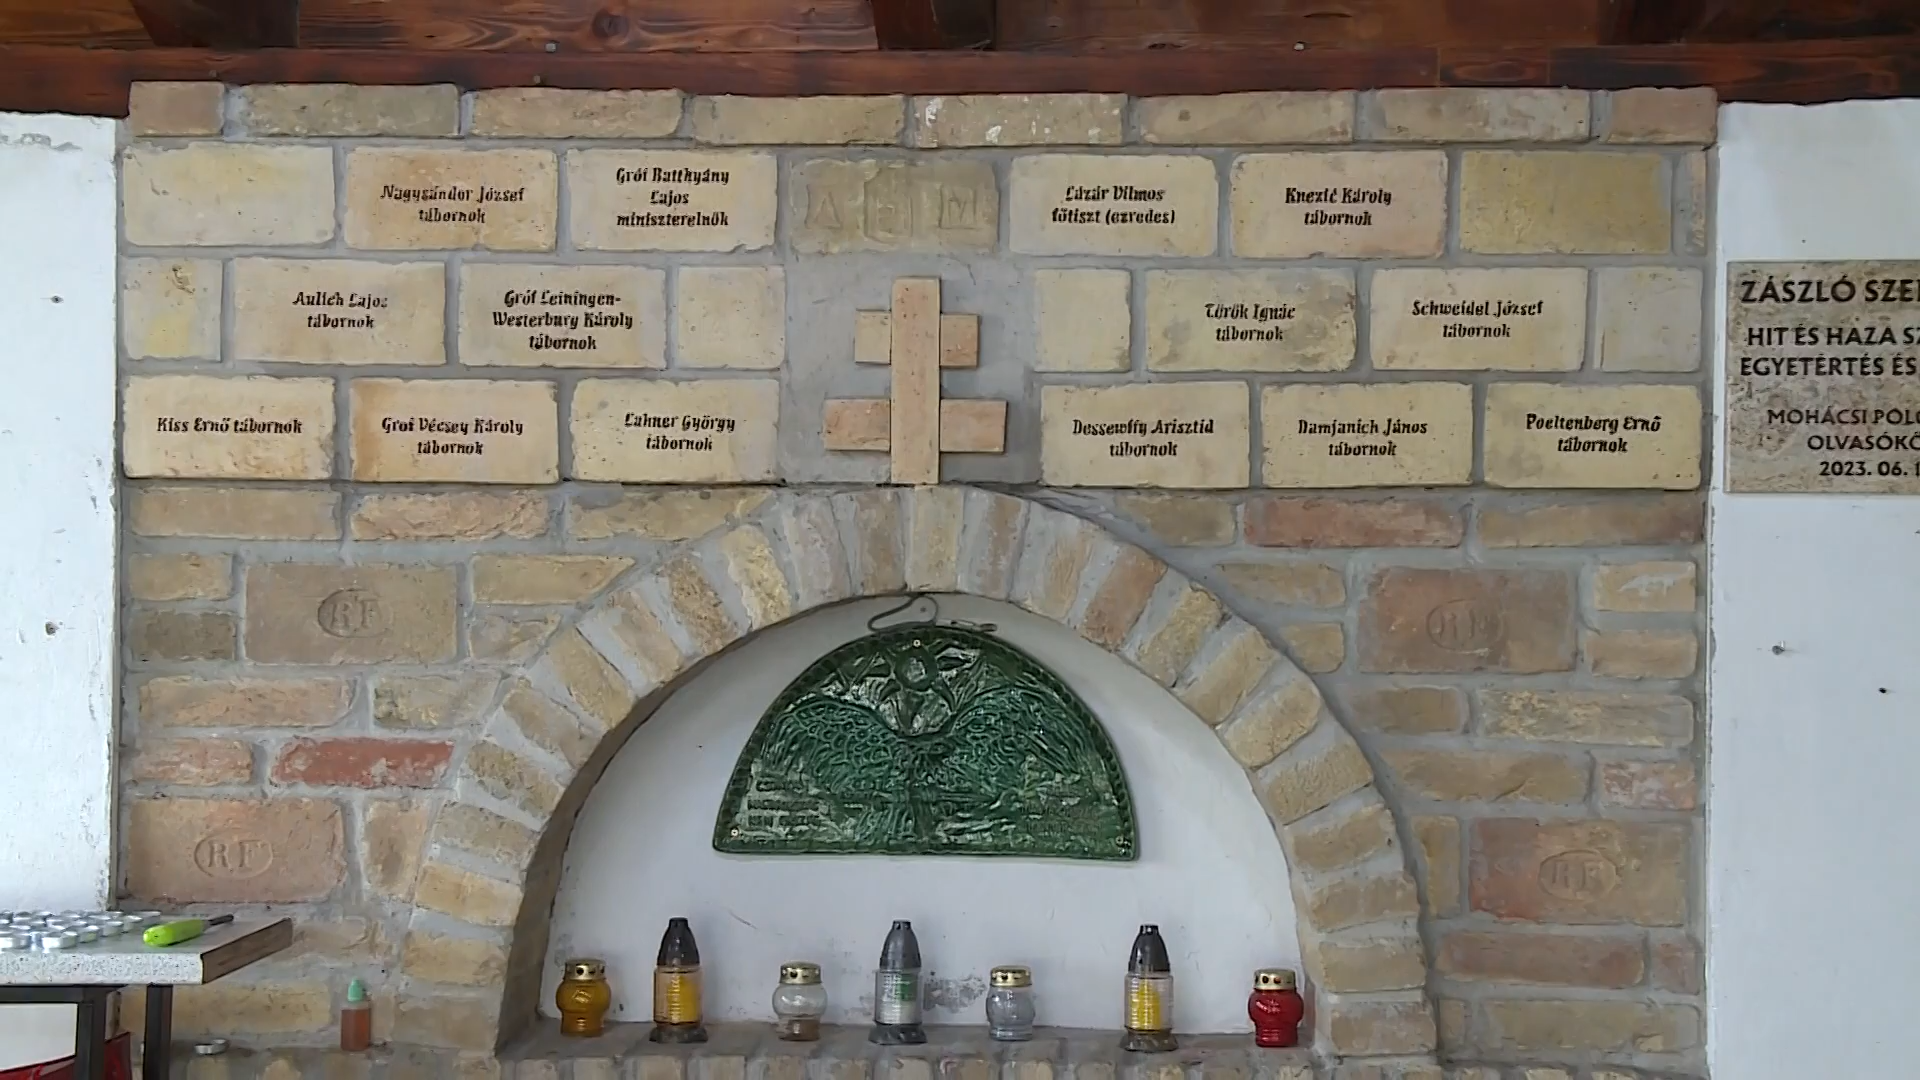 Nagysándor József
tábornok
Gróf Batthyány
Lajos
miniszterelnök
Lázár Vilmos
főtiszt (ezredes)
Knezić Károly
tábornok
Aulich Lajos
tábornok
Gróf Leiningen-
Westerburg Károly
tábornok
Török Ignác
tábornok
Schweidel József
tábornok
Kiss Ernő tábornok
Gróf Vécsey Károly
tábornok
Lahner György
tábornok
Dessewffy Arisztid
tábornok
Damjanich János
tábornok
Poeltenberg Ernő
tábornok
ZÁSZLÓ
HIT ÉS HAZA
EGYETÉRTÉS ÉS
MOHÁCSI
2023. 06.
RF
RF
RF
RF